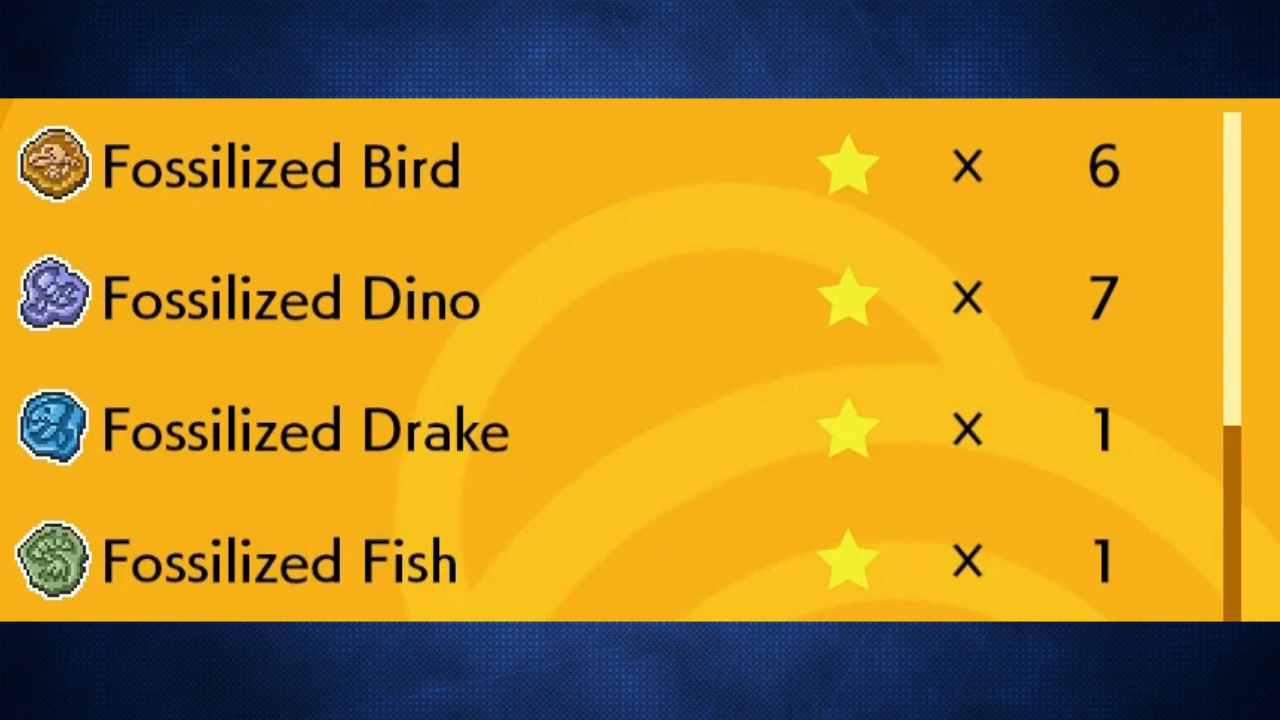 Fossilized Bird × 6
Fossilized Dino × 7
Fossilized Drake × 1
Fossilized Fish × 1